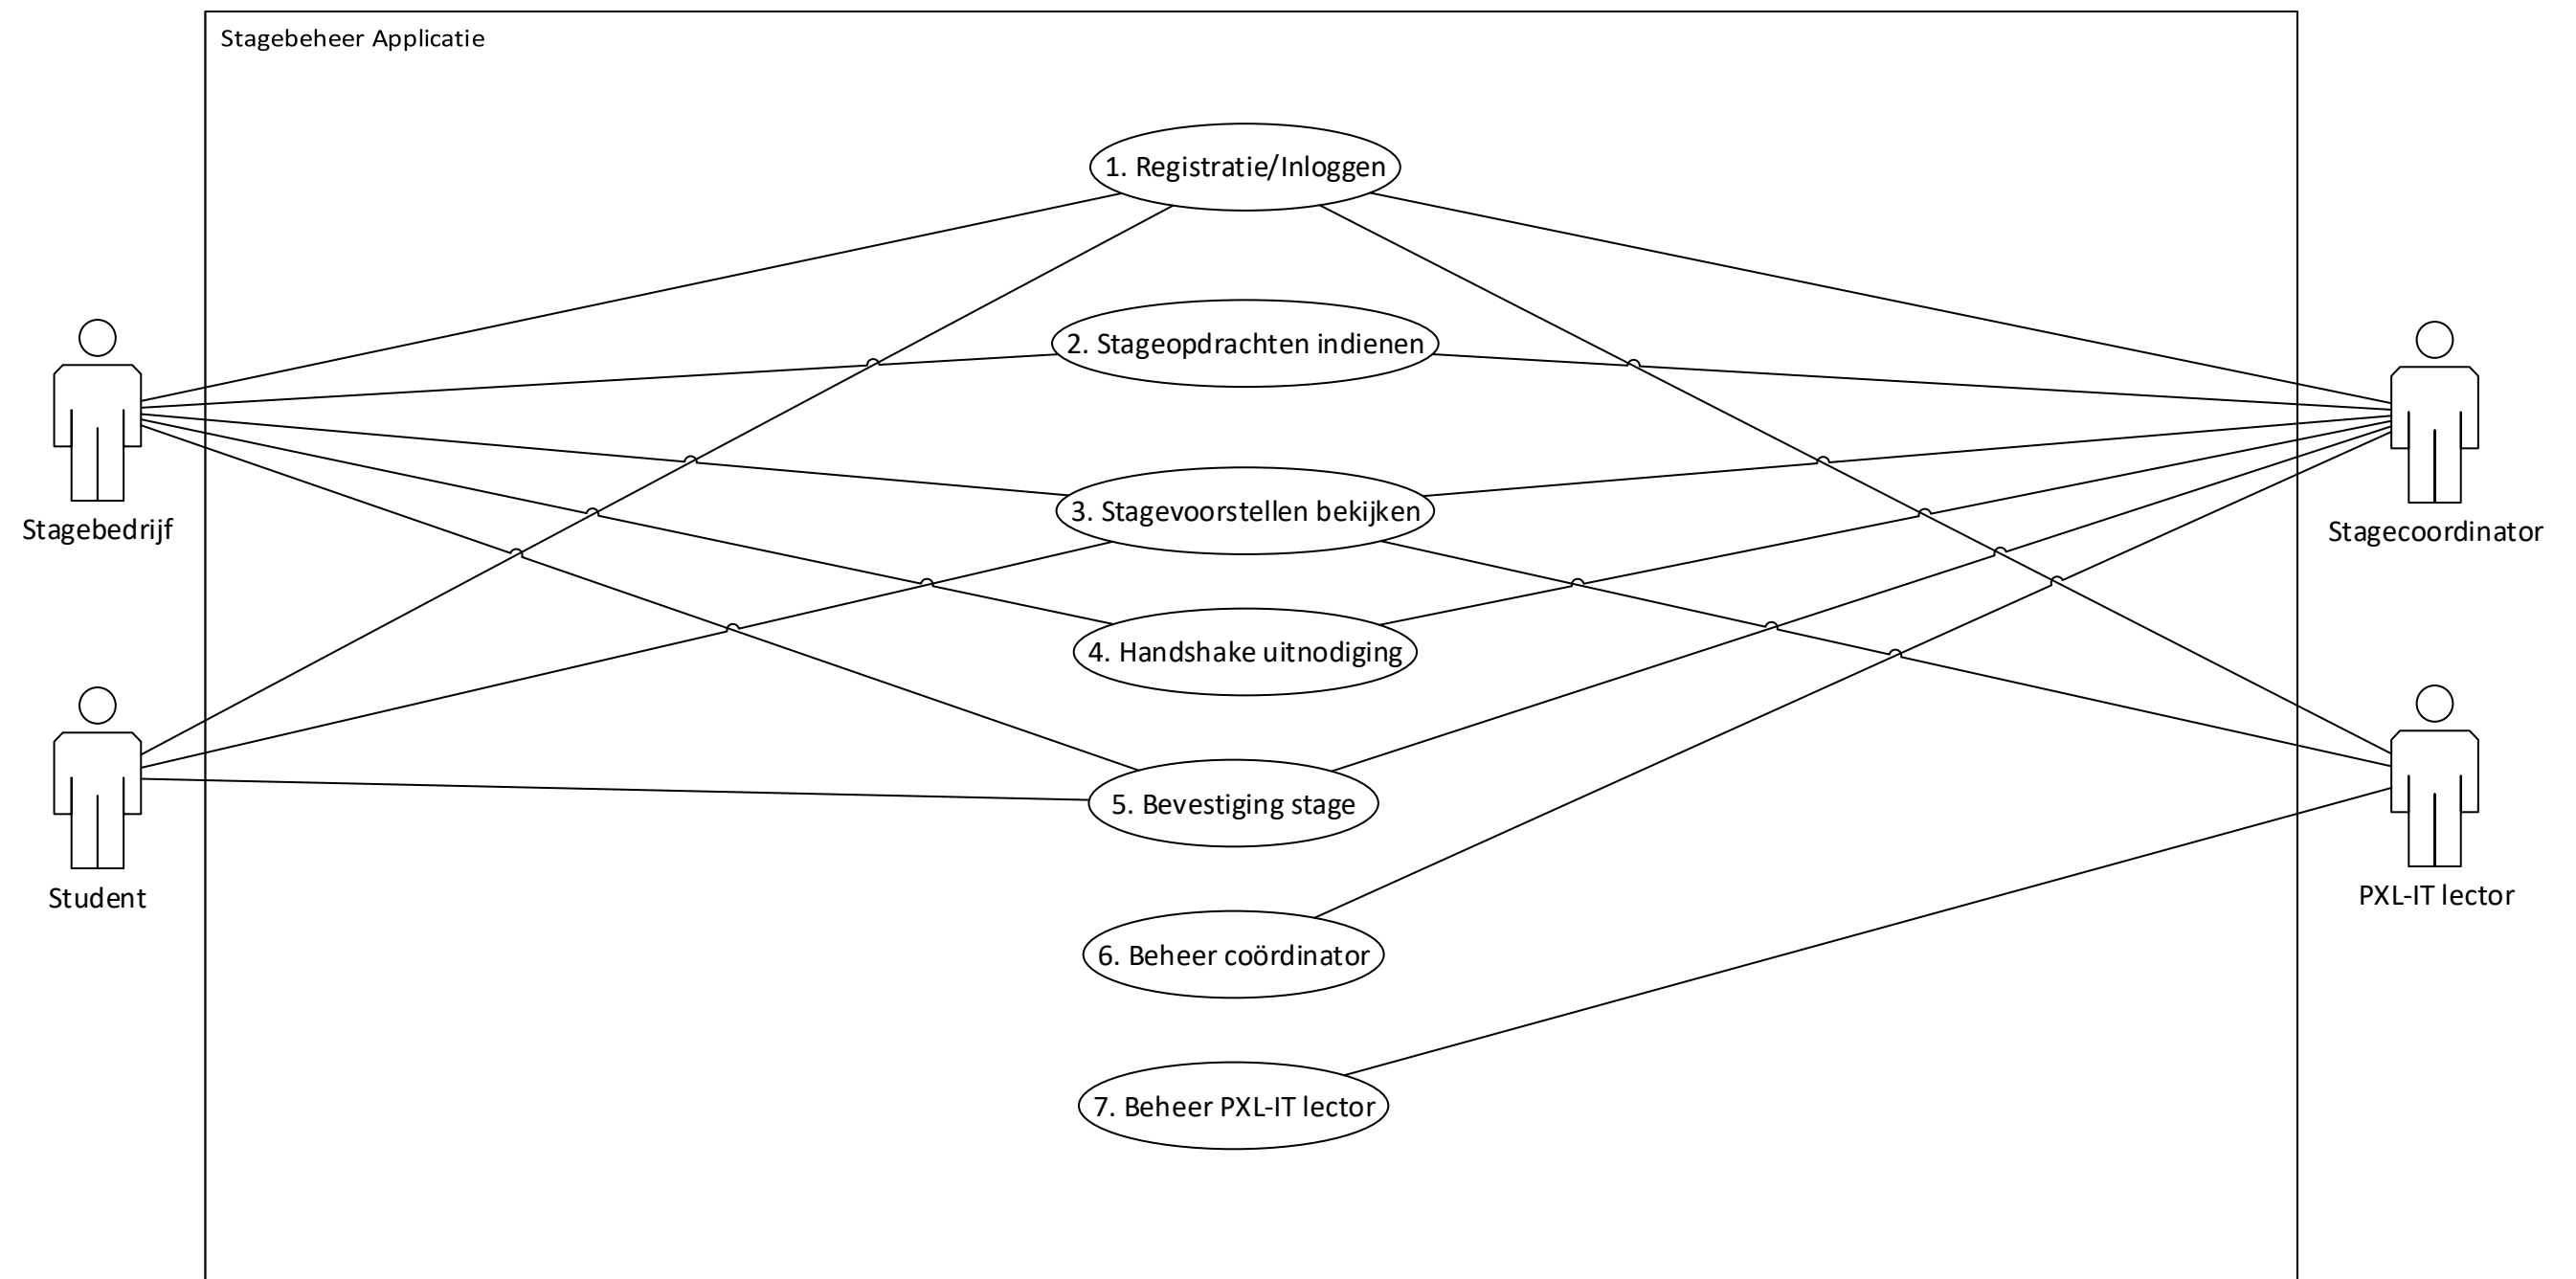 Stagebeheer Applicatie
1. Registratie/Inloggen
2. Stageopdrachten indienen
3. Stagevoorstellen bekijken
Stagebedrijf
Stagecoordinator
4. Handshake uitnodiging
5. Bevestiging stage
Student
PXL-IT lector
6. Beheer coördinator
7. Beheer PXL-IT lector